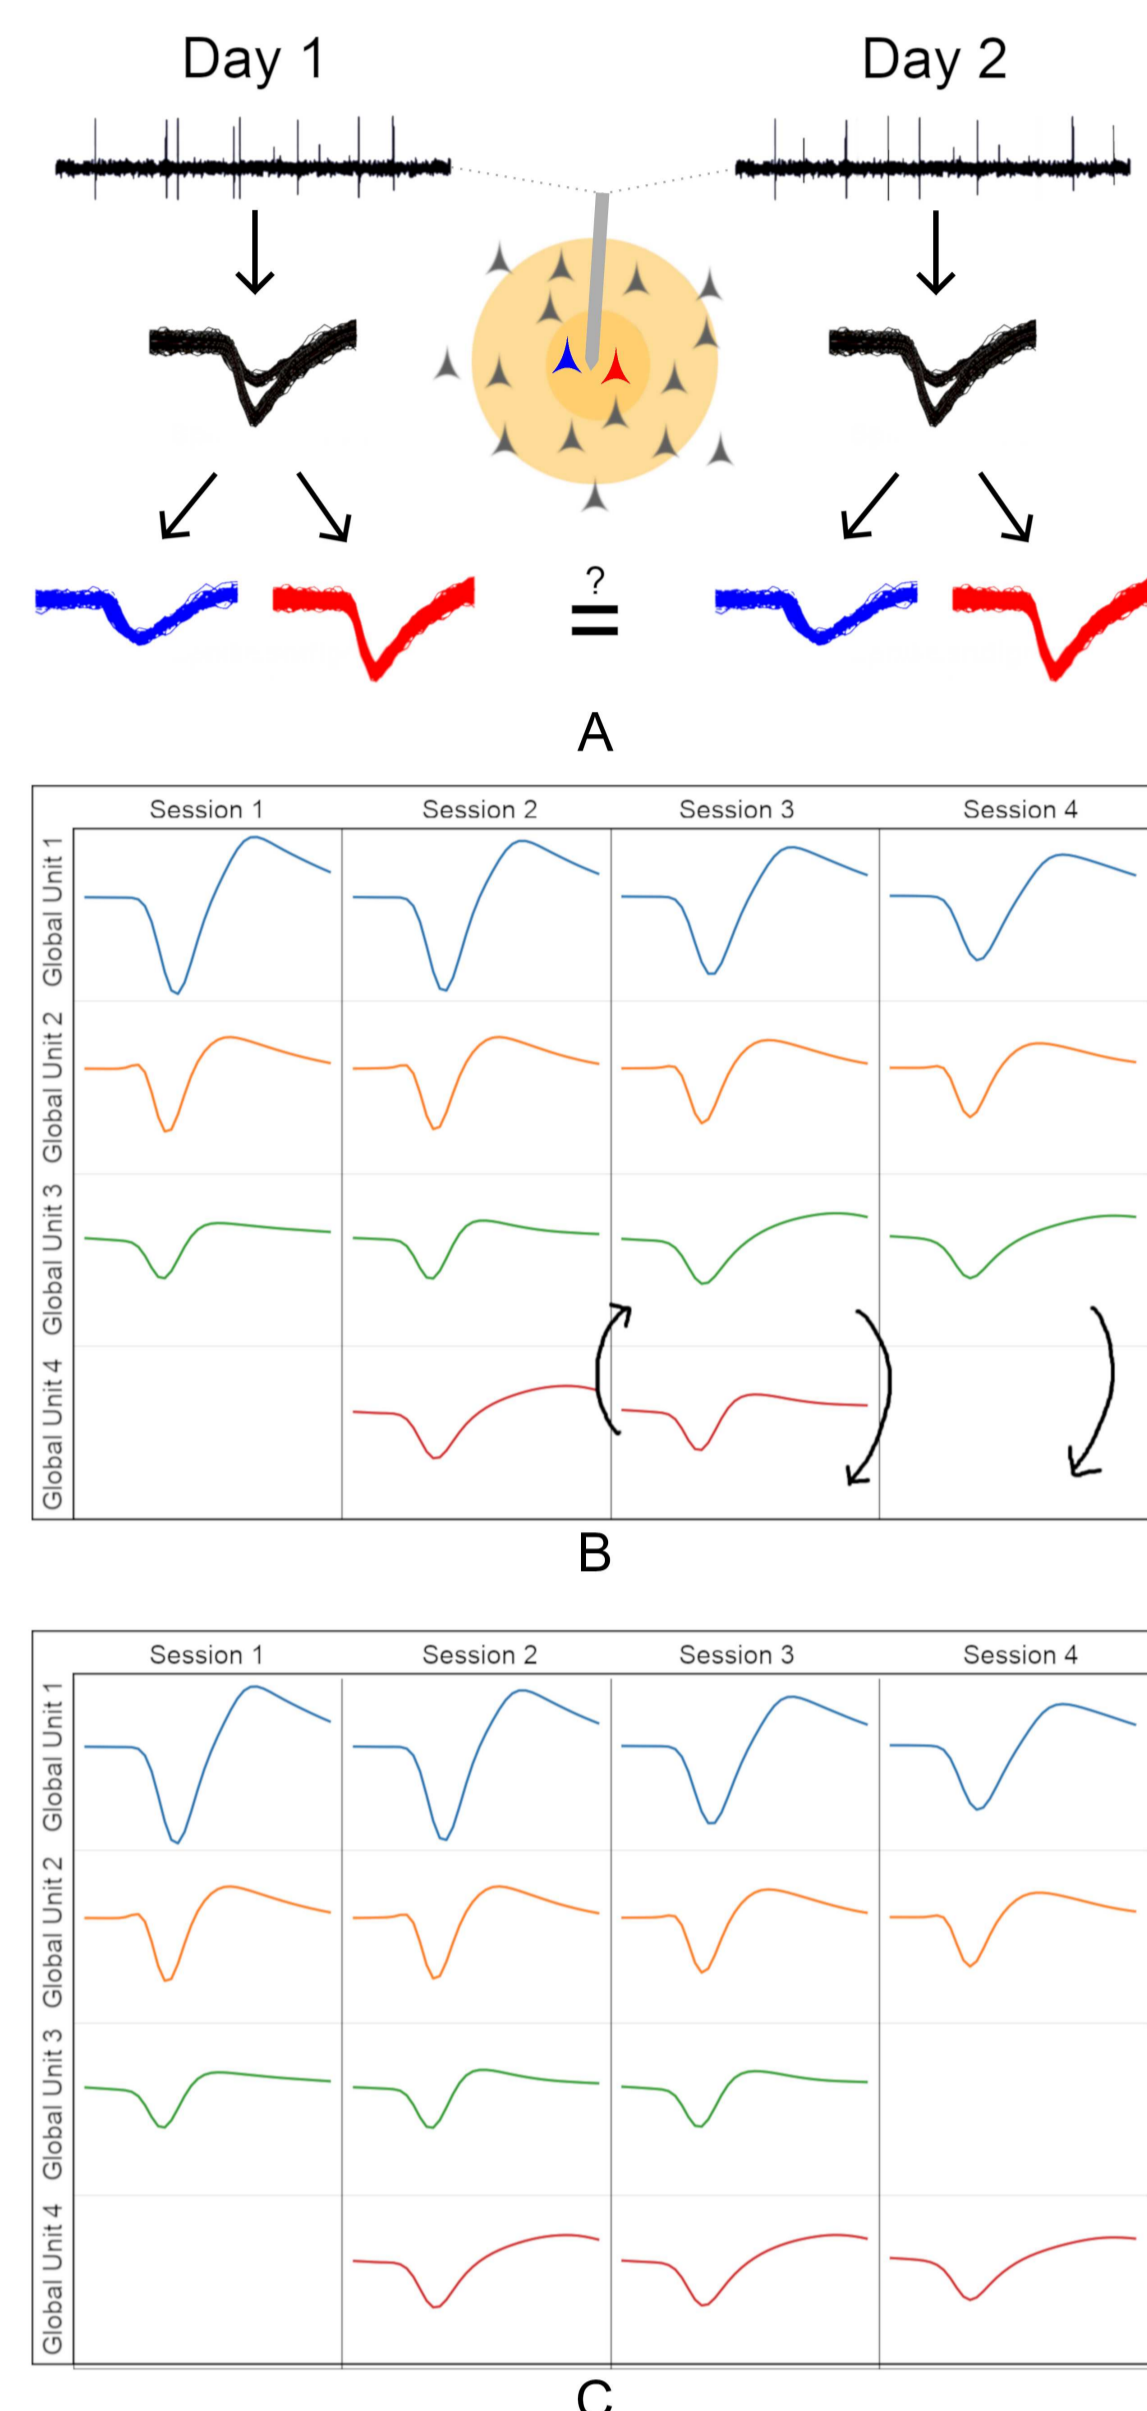 Day 1
Day 2
?
=
A
Session 1
Session 2
Session 3
Session 4
Global Unit 1
Global Unit 2
Global Unit 3
Global Unit 4
B
Session 1
Session 2
Session 3
Session 4
Global Unit 1
Global Unit 2
Global Unit 3
Global Unit 4
C